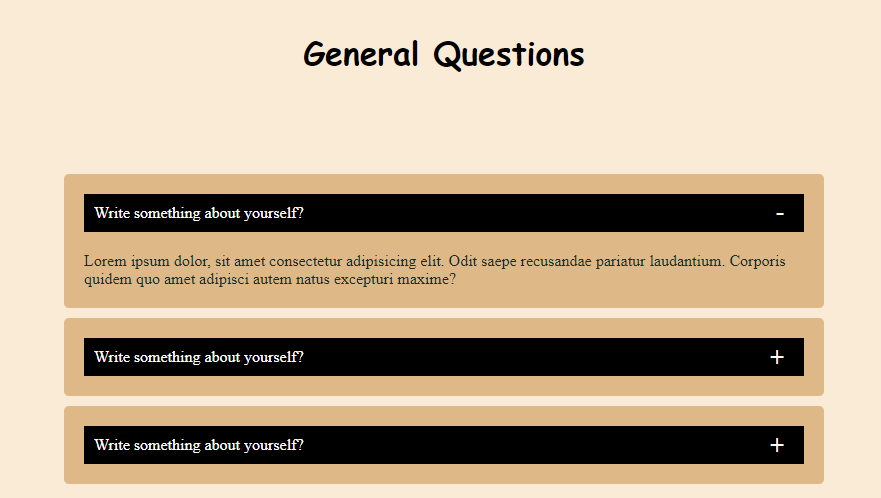 General Questions
Write something about yourself?
-
Lorem ipsum dolor, sit amet consectetur adipisicing elit. Odit saepe recusandae pariatur laudantium. Corporis
quidem quo amet adipisci autem natus excepturi maxime?
Write something about yourself?
+
Write something about yourself?
+